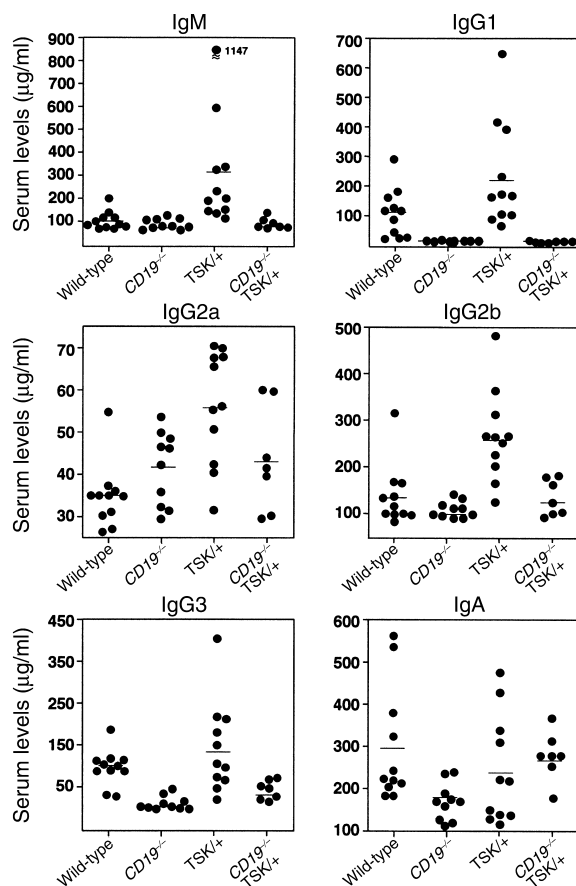 IgM
IgG1
Serum levels (µg/ml)
900
800
700
600
500
400
300
200
100
≈ 1147
Wild-type
CD19-/-
TSK/+
CD19-/-
TSK/+
700
600
500
400
300
200
100
Wild-type
CD19-/-
TSK/+
CD19-/-
TSK/+
IgG2a
IgG2b
Serum levels (µg/ml)
70
60
50
40
30
Wild-type
CD19-/-
TSK/+
CD19-/-
TSK/+
500
400
300
200
100
Wild-type
CD19-/-
TSK/+
CD19-/-
TSK/+
IgG3
IgA
Serum levels (µg/ml)
450
350
250
150
50
Wild-type
CD19-/-
TSK/+
CD19-/-
TSK/+
600
500
400
300
200
100
Wild-type
CD19-/-
TSK/+
CD19-/-
TSK/+